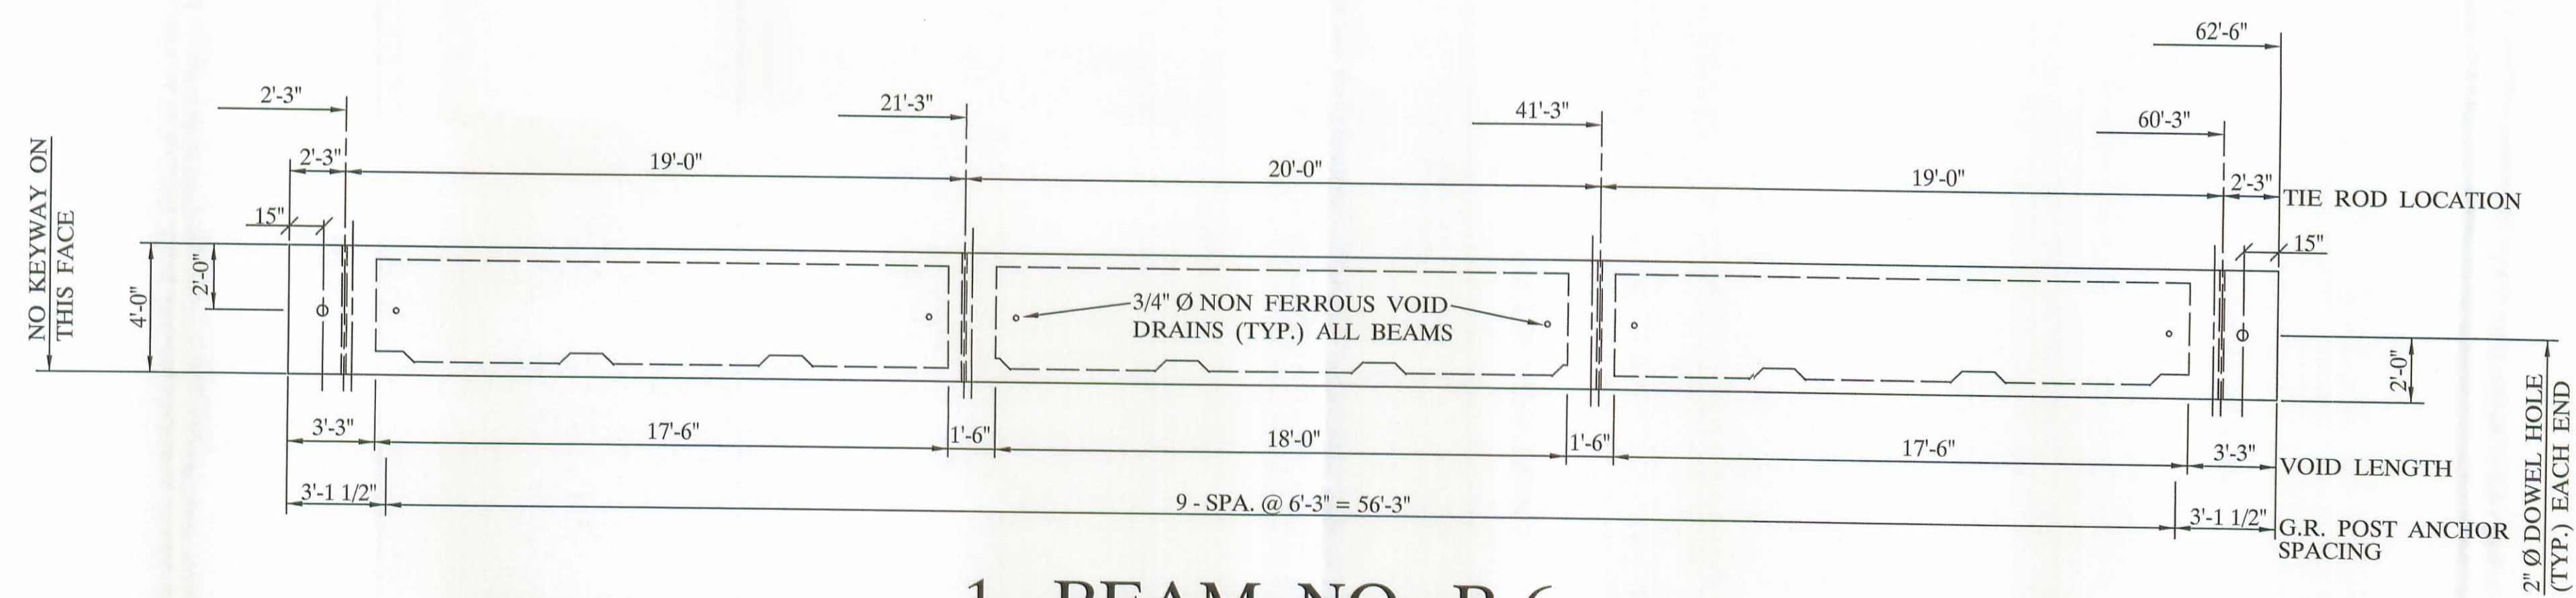 62'-6"
2'-3"
21'-3"
41'-3"
60'-3"
2'-3"
19'-0"
20'-0"
19'-0"
2'-3"
TIE ROD LOCATION
NO KEYWAY ON
THIS FACE
15"
15"
4'-0"
2'-0"
3/4" Ø NON FERROUS VOID
DRAINS (TYP.) ALL BEAMS
2'-0"
2" Ø DOWEL HOLE
(TYP.) EACH END
3'-3"
17'-6"
1'-6"
18'-0"
1'-6"
17'-6"
3'-3"
VOID LENGTH
3'-1 1/2"
9 - SPA. @ 6'-3" = 56'-3"
3'-1 1/2"
G.R. POST ANCHOR
SPACING
1 BEAM NO. B-6